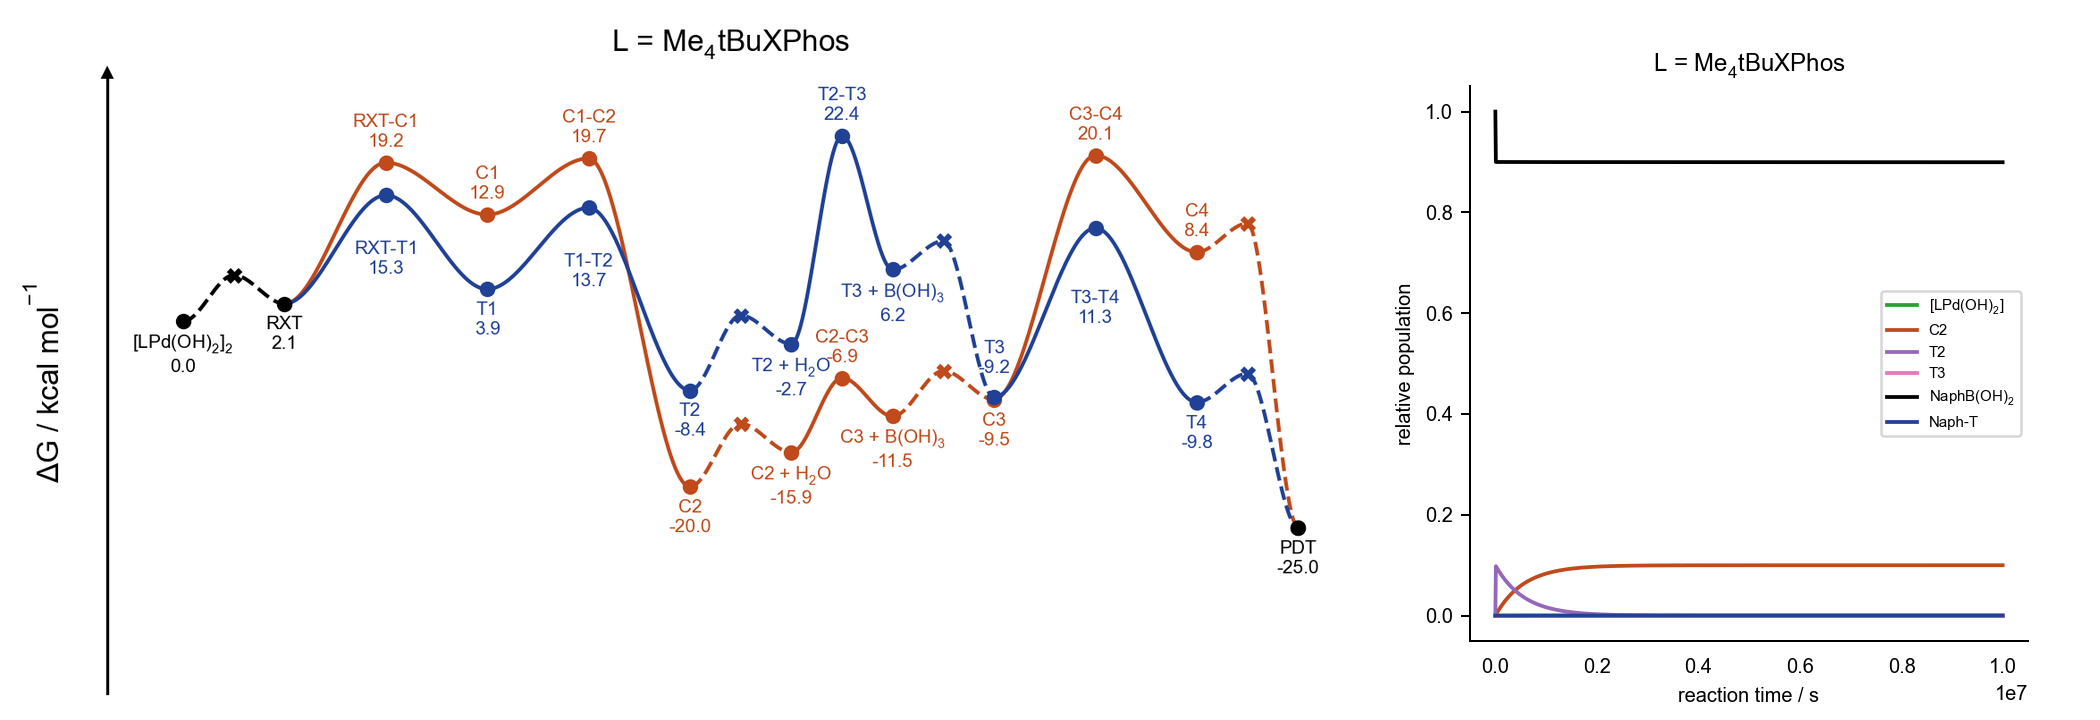 L = Me₄tBuXPhos
ΔG / kcal mol⁻¹
[LPd(OH)₂]₂
0.0
RXT
2.1
RXT-C1
19.2
RXT-T1
15.3
C1
12.9
T1
3.9
C1-C2
19.7
T1-T2
13.7
T2
-8.4
C2
-20.0
T2 + H₂O
-2.7
C2 + H₂O
-15.9
T2-T3
22.4
C2-C3
-6.9
T3 + B(OH)₃
6.2
C3 + B(OH)₃
-11.5
T3
-9.2
C3
-9.5
C3-C4
20.1
T3-T4
11.3
C4
8.4
T4
-9.8
PDT
-25.0
L = Me₄tBuXPhos
relative population
1.0
0.8
0.6
0.4
0.2
0.0
[LPd(OH)₂]
C2
T2
T3
NaphB(OH)₂
Naph-T
0.0 0.2 0.4 0.6 0.8 1.0
1e7
reaction time / s